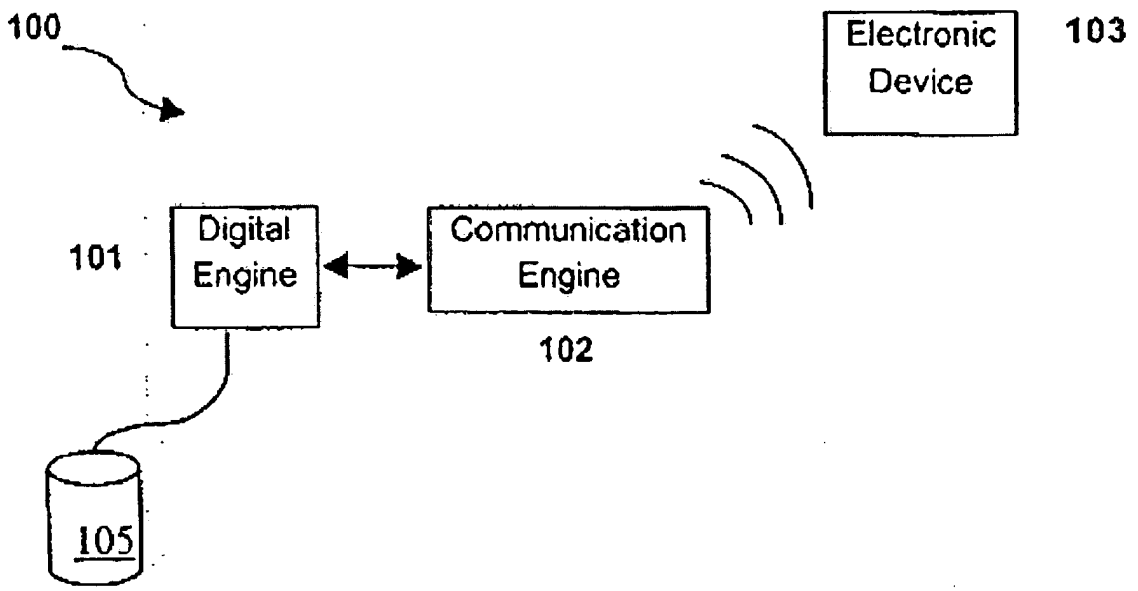 100
Electronic
Device
103
101
Digital
Engine
Communication
Engine
102
105